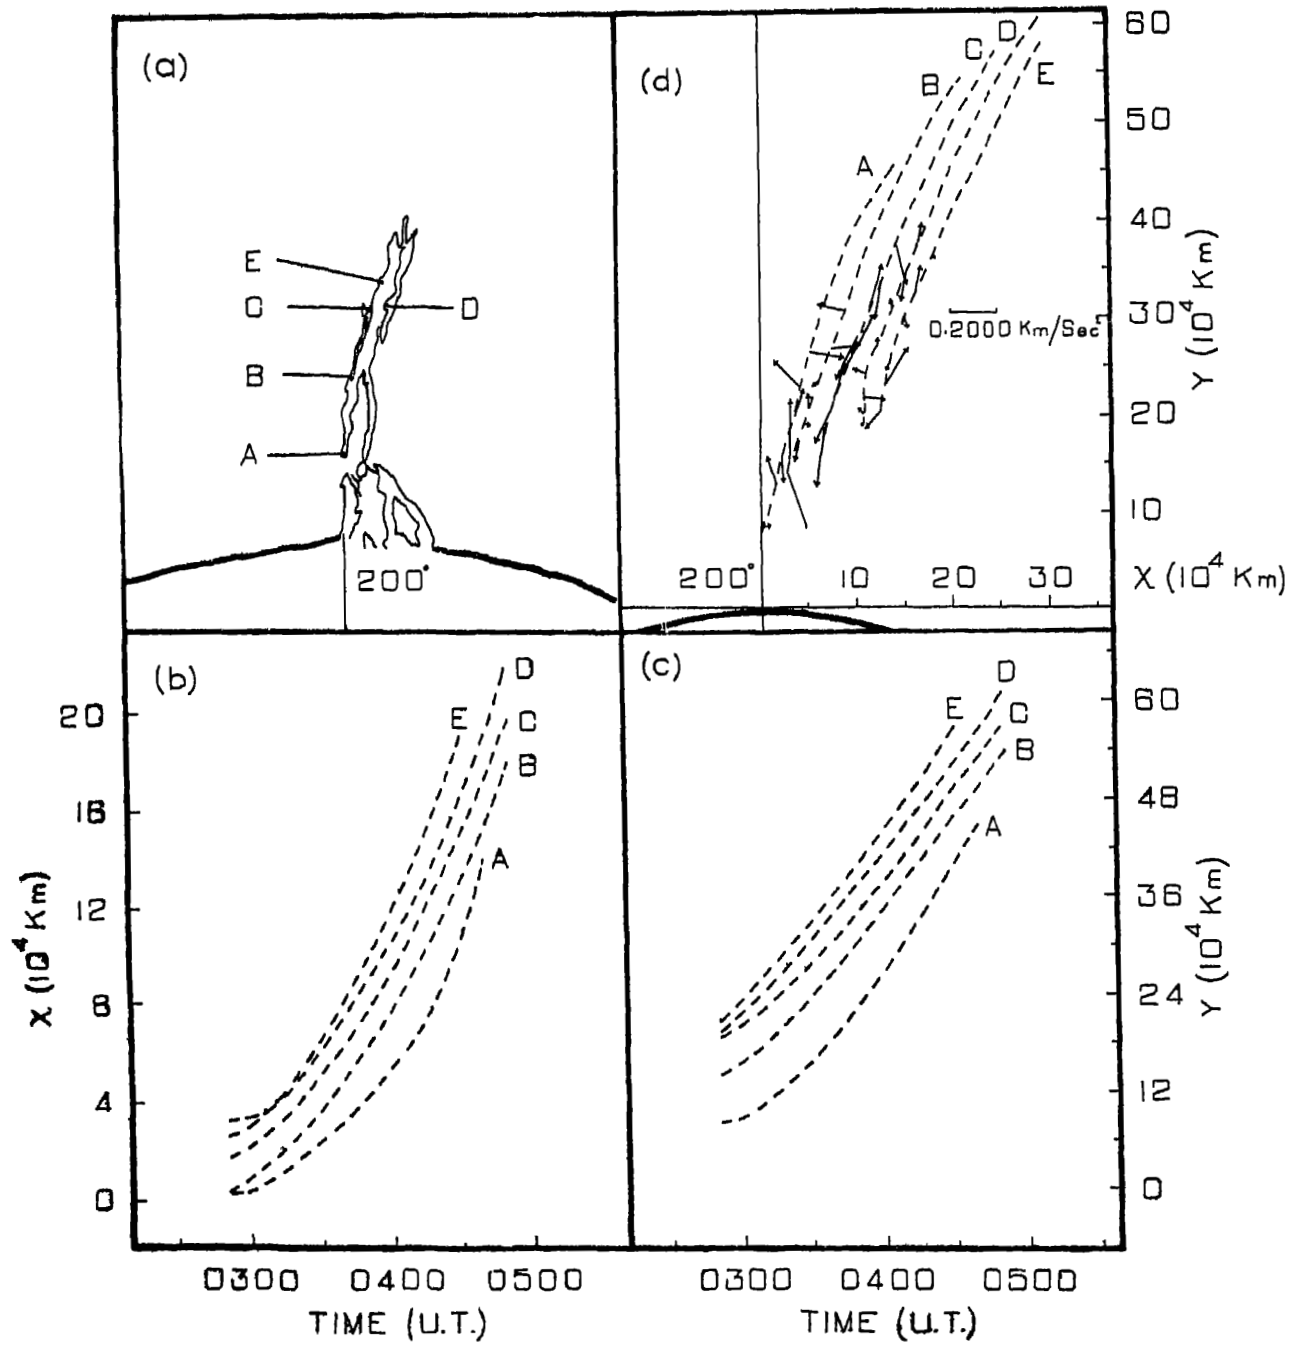 (a)
E
C
D
B
A
200°
(d)
60
D
C
E
B
50
A
40
30
0.2000 Km/Sec
20
10
Y (10⁴ Km)
200° 10 20 30 X (10⁴ Km)
(b)
D
E
C
B
A
20
16
12
8
4
0
X (10⁴ Km)
0300 0400 0500
TIME (U.T.)
(c)
D
E
C
B
A
60
48
36
24
12
0
Y (10⁴ Km)
0300 0400 0500
TIME (U.T.)